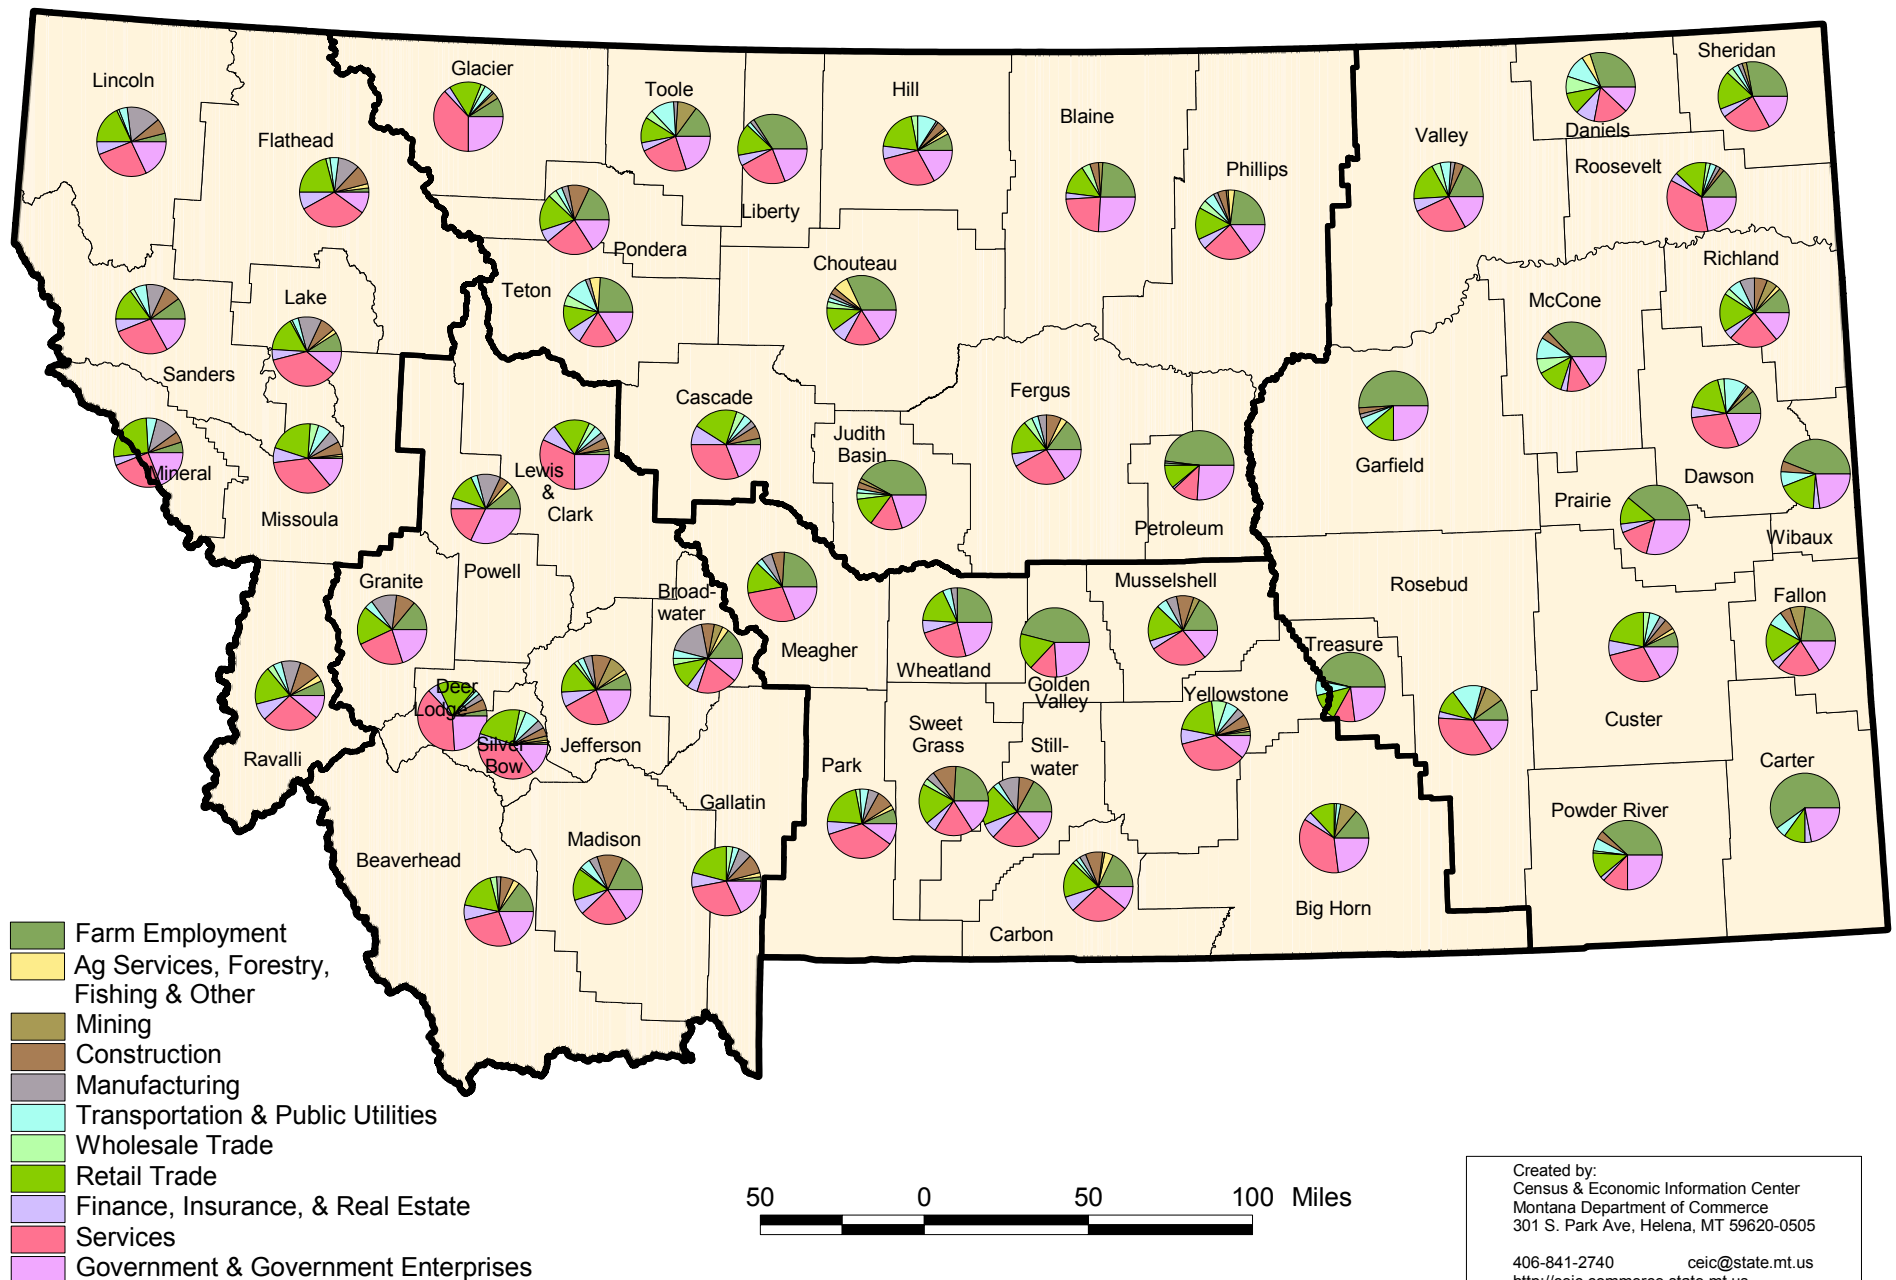 Sheridan
Glacier
Lincoln
Toole
Hill
Daniels
Blaine
Valley
Flathead
Roosevelt
Phillips
Liberty
Pondera
Richland
Chouteau
Teton
Lake
McCone
Sanders
Fergus
Cascade
Judith
Basin
Garfield
Mineral
Lewis
&
Clark
Dawson
Prairie
Missoula
Petroleum
Wibaux
Powell
Granite
Musselshell
Rosebud
Broad-
water
Fallon
Meagher
Treasure
Wheatland
Golden
Valley
Deer
Lodge
Yellowstone
Sweet
Grass
Custer
Silver
Bow
Jefferson
Still-
water
Ravalli
Park
Carter
Gallatin
Powder River
Madison
Beaverhead
Big Horn
Carbon
Farm Employment
Ag Services, Forestry,
Fishing & Other
Mining
Construction
Manufacturing
Transportation & Public Utilities
Wholesale Trade
Retail Trade
Finance, Insurance, & Real Estate
Services
Government & Government Enterprises
50 0 50 100 Miles
Created by:
Census & Economic Information Center
Montana Department of Commerce
301 S. Park Ave, Helena, MT 59620-0505
406-841-2740 ceic@state.mt.us
http://ceic.commerce.state.mt.us